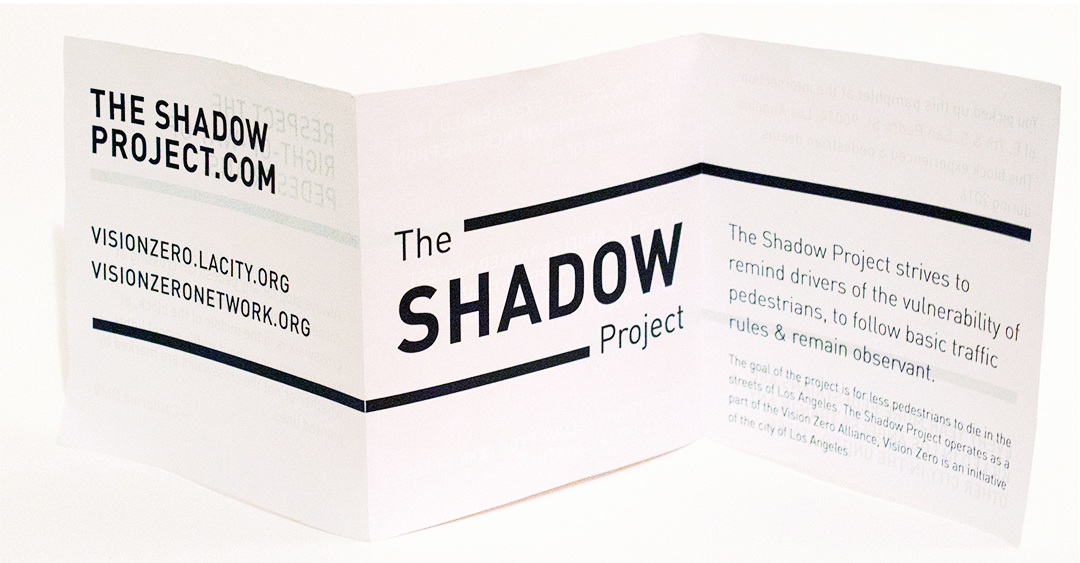 THE SHADOW
PROJECT.COM
VISIONZERO.LACITY.ORG
VISIONZERONETWORK.ORG
The
SHADOW
Project
The Shadow Project strives to
remind drivers of the vulnerability of
pedestrians, to follow basic traffic
rules & remain observant.
The goal of the project is for less pedestrians to die in the
streets of Los Angeles. The Shadow Project operates as a
part of the Vision Zero Alliance, Vision Zero is an initiative
of the city of Los Angeles.